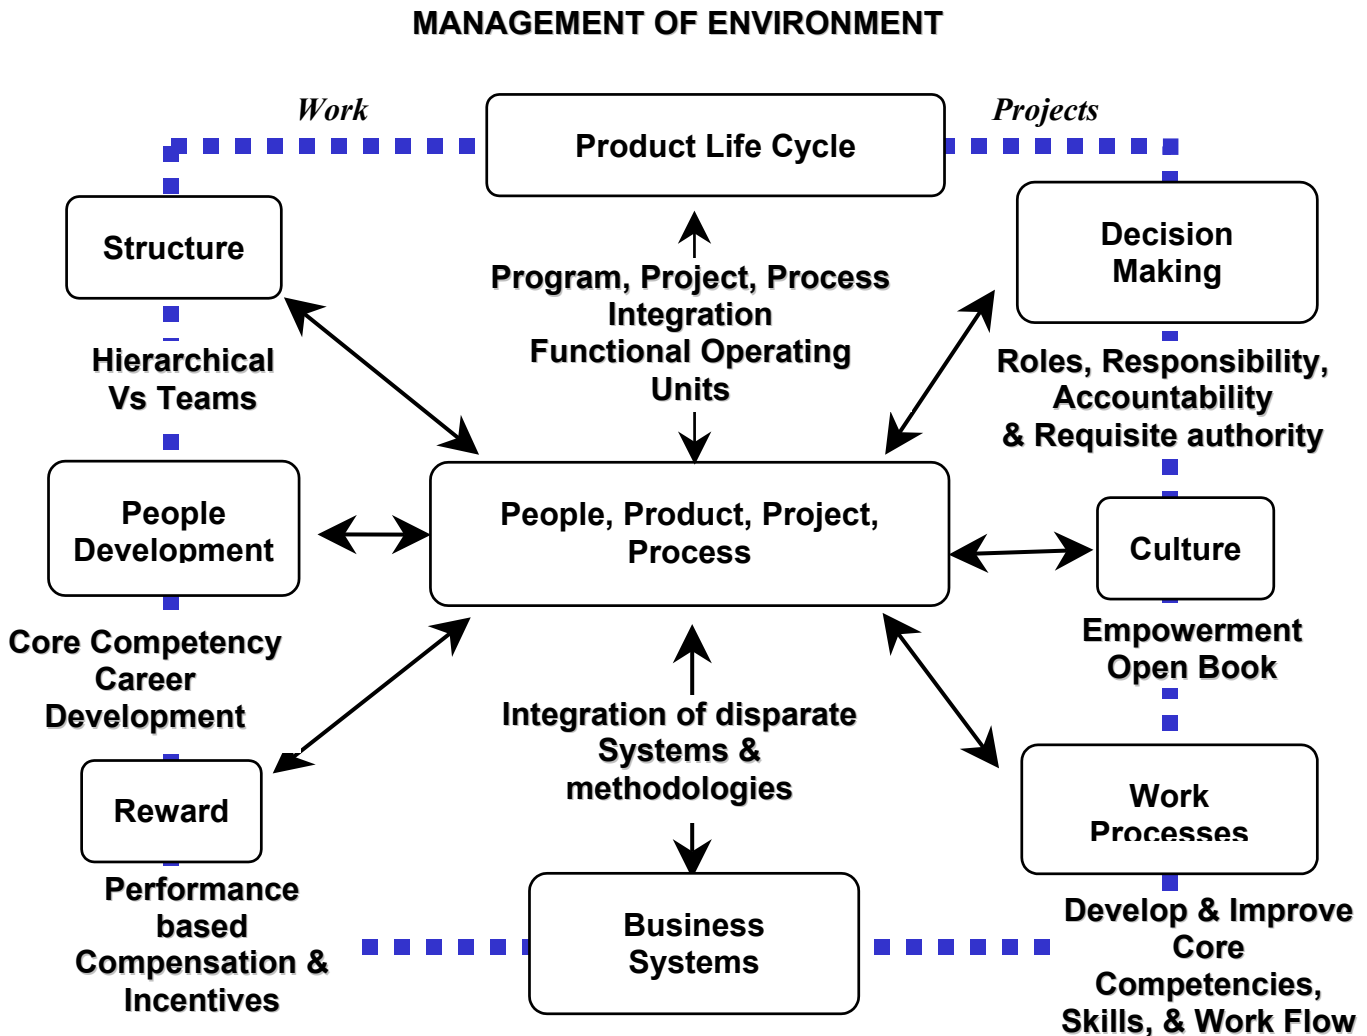 MANAGEMENT OF ENVIRONMENT
Work
Projects
Product Life Cycle
Structure
Decision
Making
Program, Project, Process
Integration
Functional Operating
Units
Hierarchical
Vs Teams
Roles, Responsibility,
Accountability
& Requisite authority
People
Development
People, Product, Project,
Process
Culture
Core Competency
Career
Development
Empowerment
Open Book
Integration of disparate
Systems &
methodologies
Reward
Work
Processes
Performance
based
Compensation &
Incentives
Business
Systems
Develop & Improve
Core
Competencies,
Skills, & Work Flow